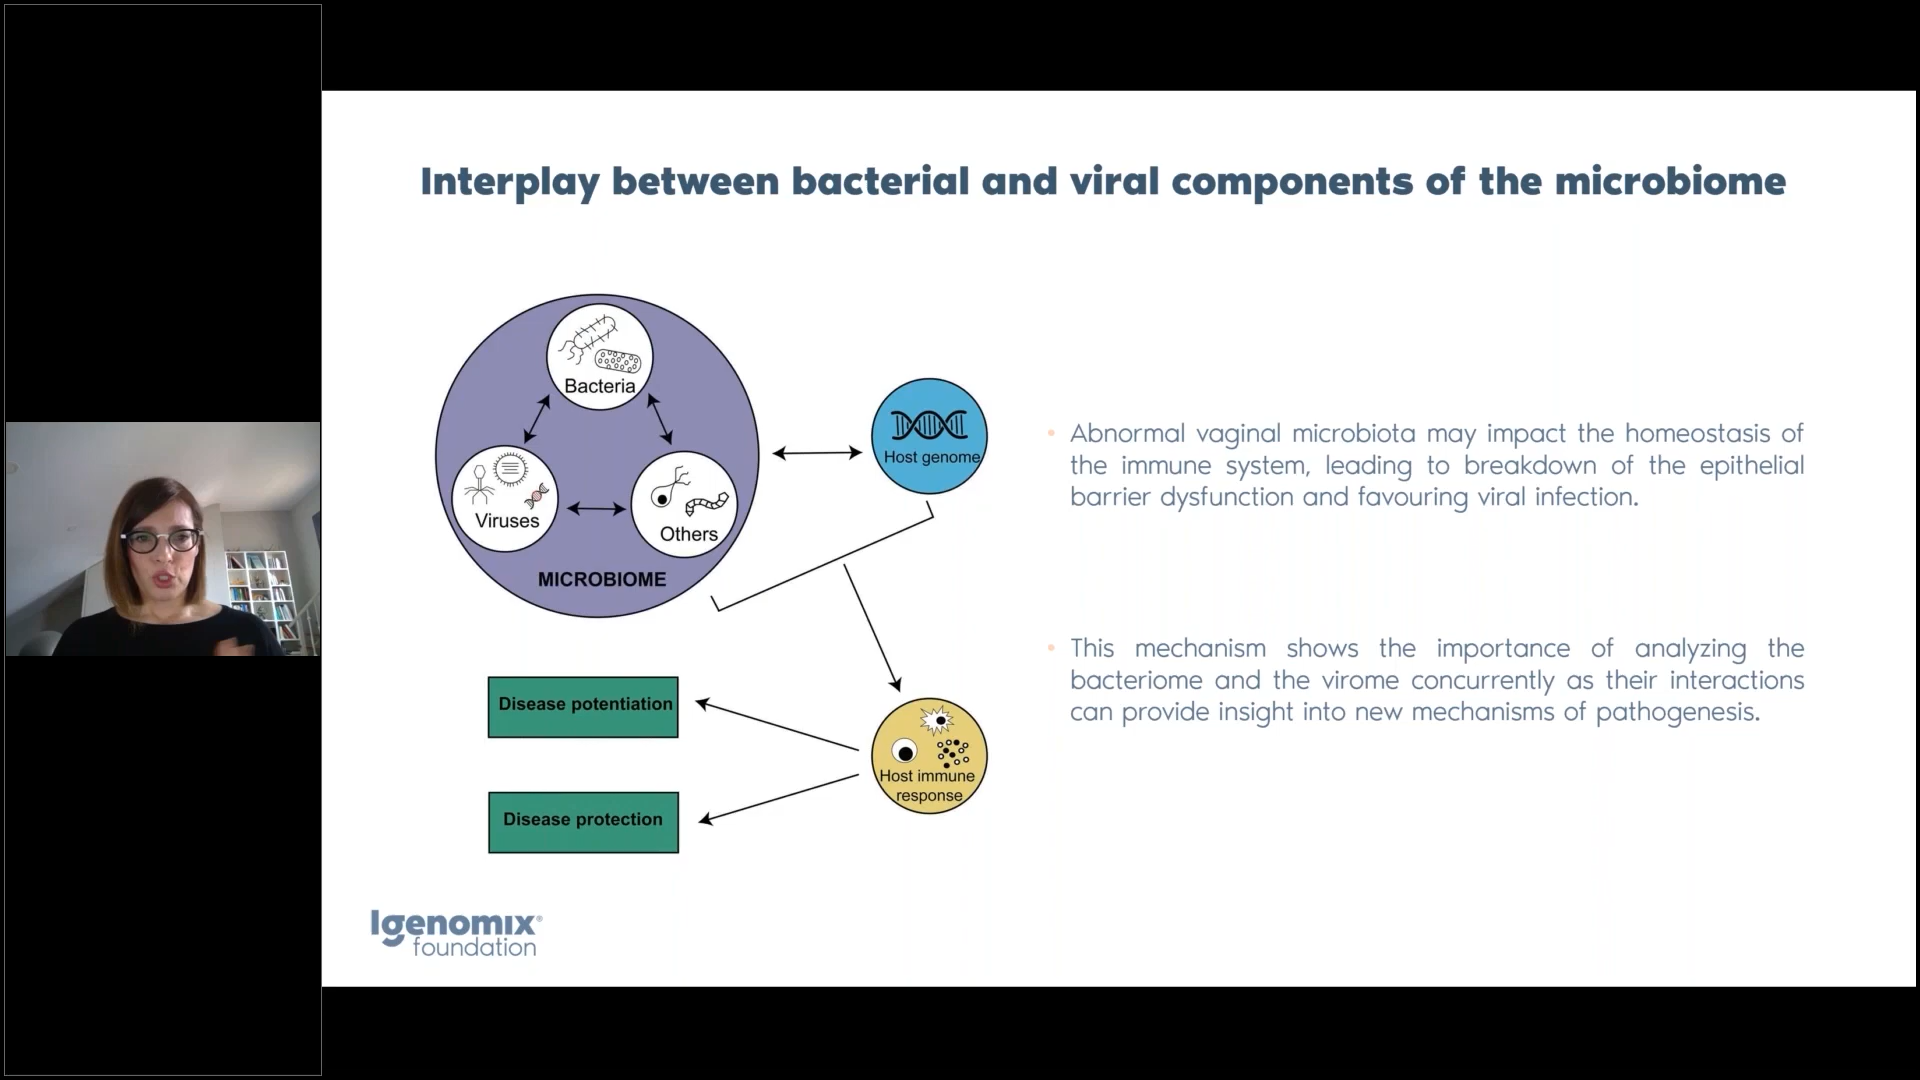 Interplay between bacterial and viral components of the microbiome
Bacteria
Viruses
Others
MICROBIOME
Host genome
Host immune
response
Disease potentiation
Disease protection
• Abnormal vaginal microbiota may impact the homeostasis of
the immune system, leading to breakdown of the epithelial
barrier dysfunction and favouring viral infection.
• This mechanism shows the importance of analyzing the
bacteriome and the virome concurrently as their interactions
can provide insight into new mechanisms of pathogenesis.
Igenomix®
foundation